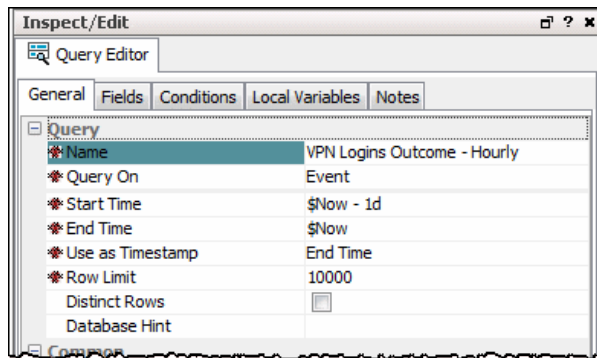 Inspect/Edit ? x
Query Editor
General Fields Conditions Local Variables Notes
Query
Name VPN Logins Outcome - Hourly
Query On Event
Start Time $Now - 1d
End Time $Now
Use as Timestamp End Time
Row Limit 10000
Distinct Rows
Database Hint
Common